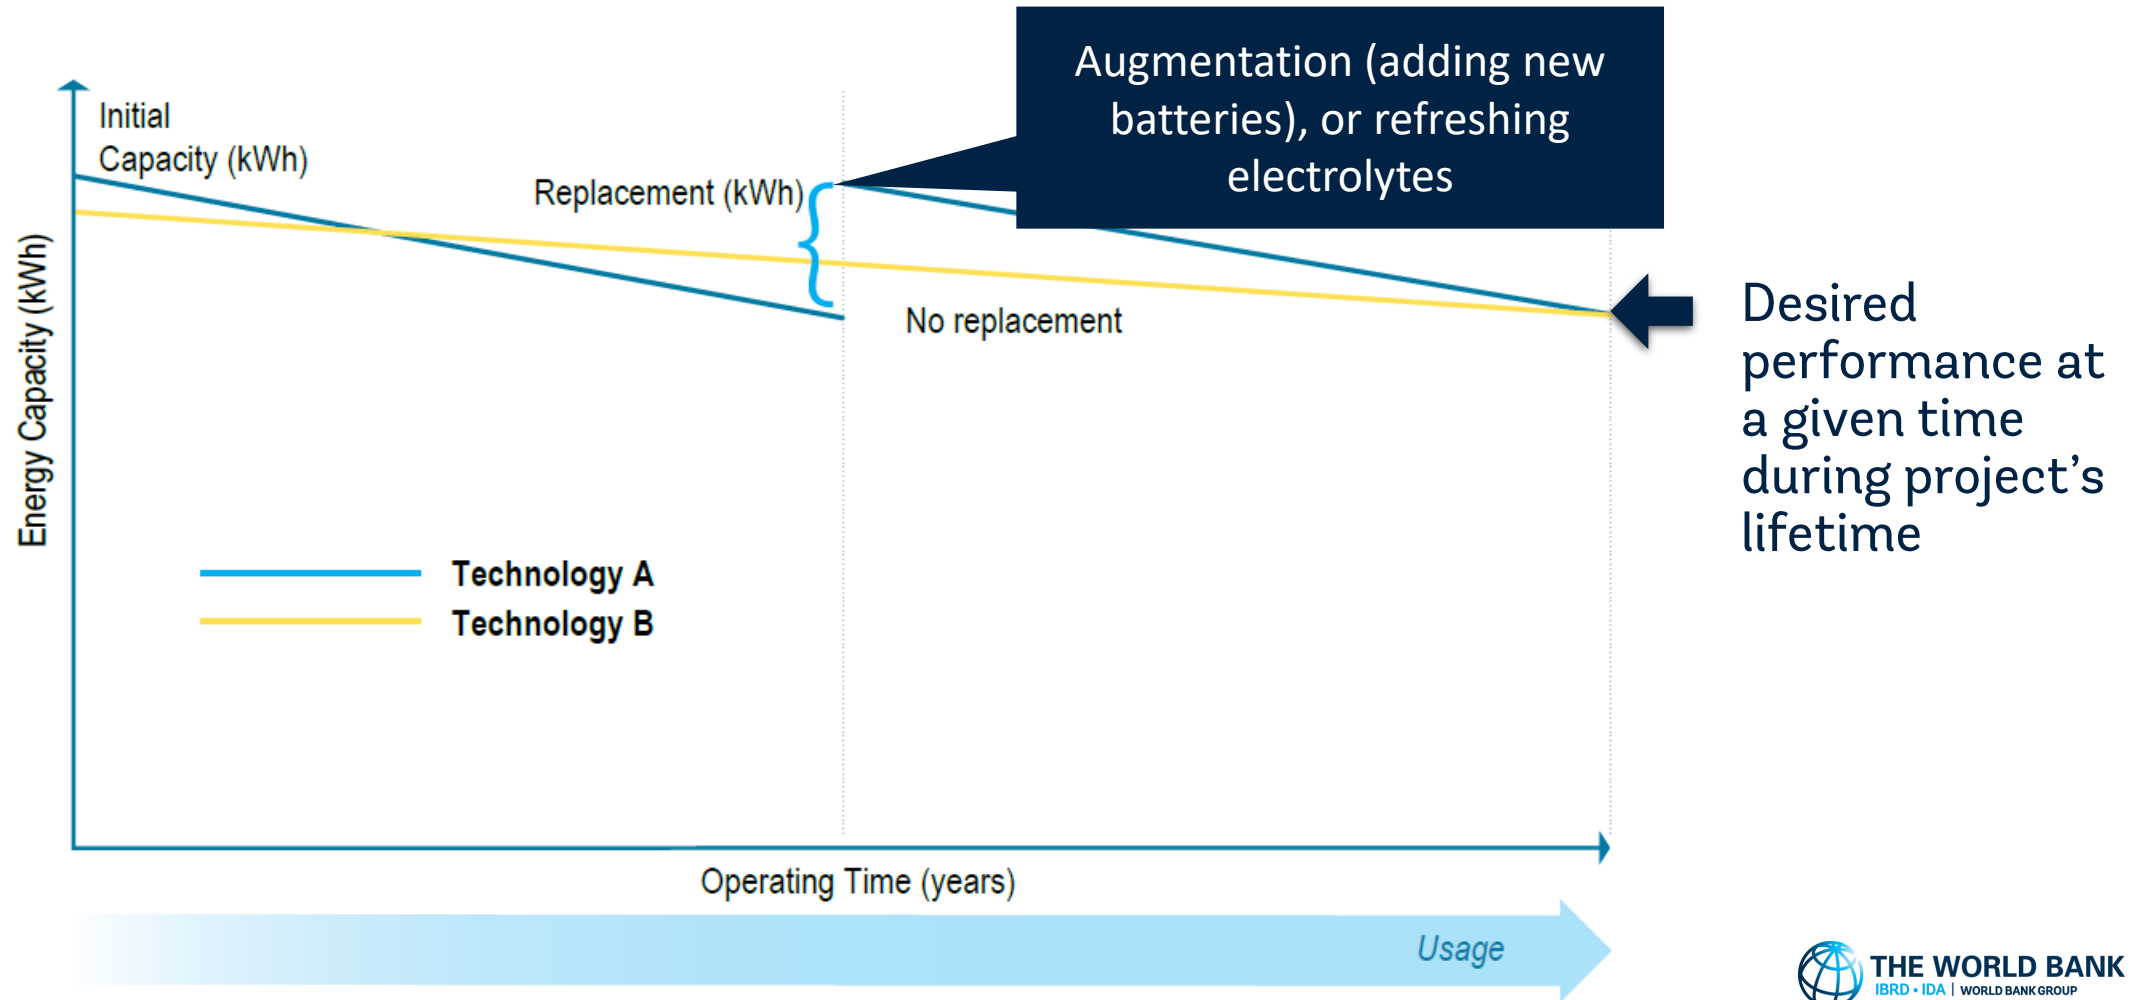 Augmentation (adding new
batteries), or refreshing
electrolytes
Initial
Capacity (kWh)
Replacement (kWh)
No replacement
Energy Capacity (kWh)
Desired
performance at
a given time
during project’s
lifetime
Technology A
Technology B
Operating Time (years)
Usage
THE WORLD BANK
IBRD • IDA | WORLD BANK GROUP